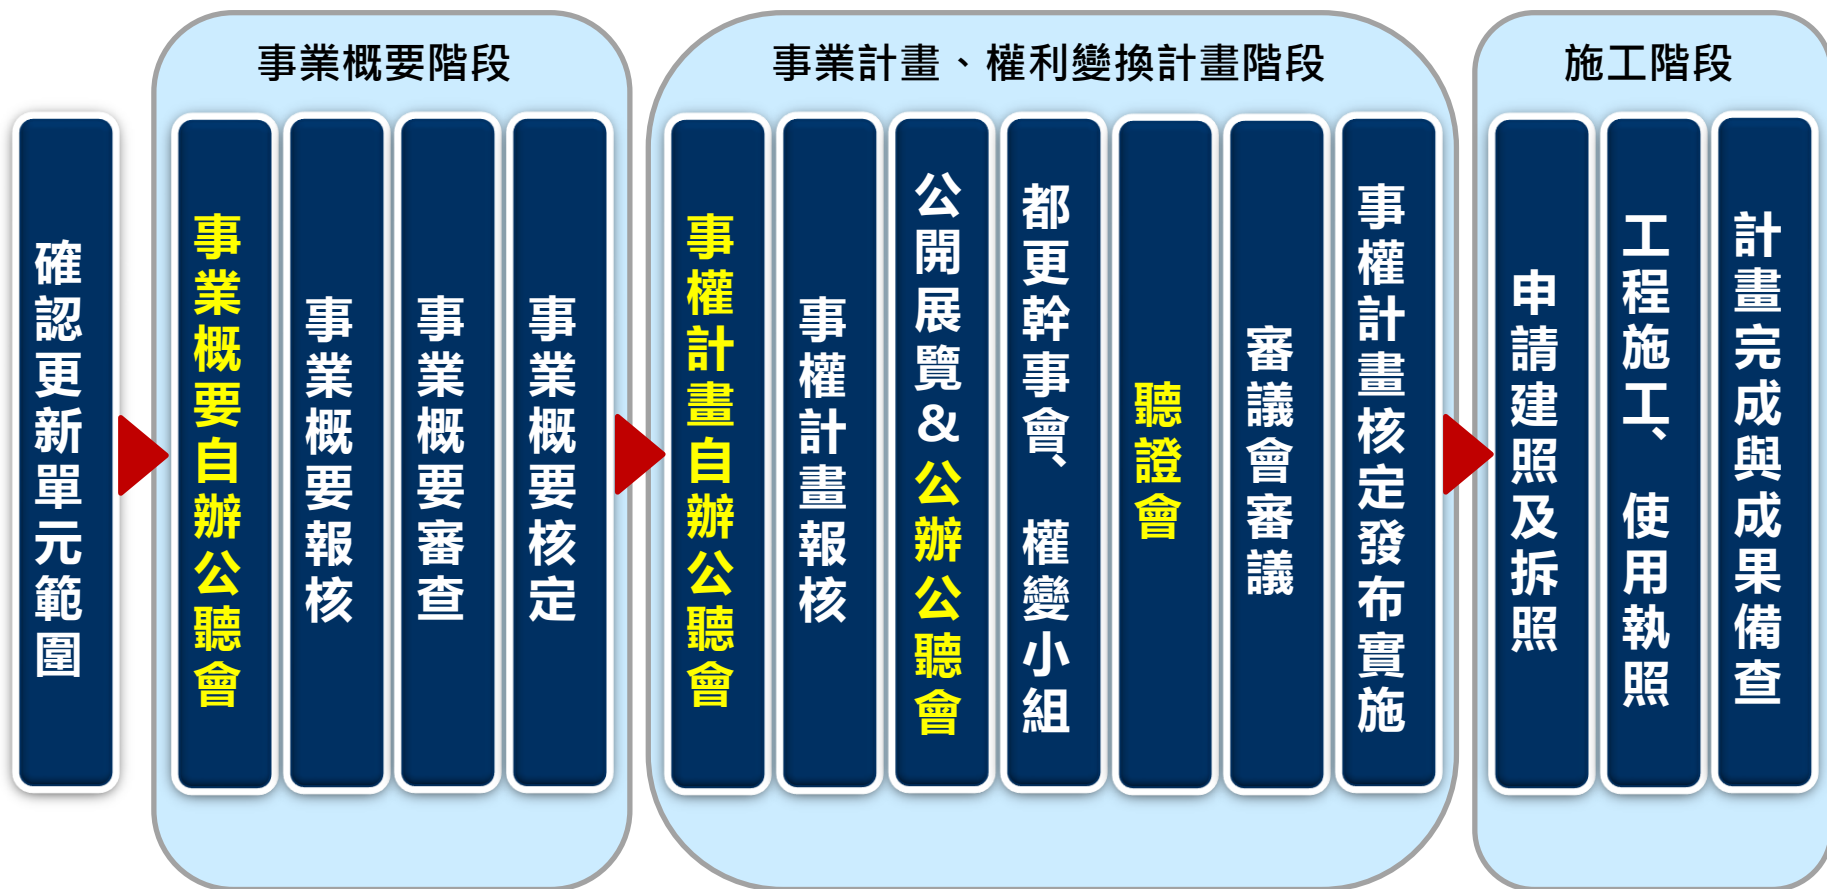 事業概要階段
事業計畫、權利變換計畫階段
施工階段
確認更新單元範圍
事業概要自辦公聽會
事業概要報核
事業概要審查
事業概要核定
事權計畫自辦公聽會
事權計畫報核
公開展覽&公辦公聽會
都更幹事會、權變小組
聽證會
審議會審議
事權計畫核定發布實施
申請建照及拆照
工程施工、使用執照
計畫完成與成果備查